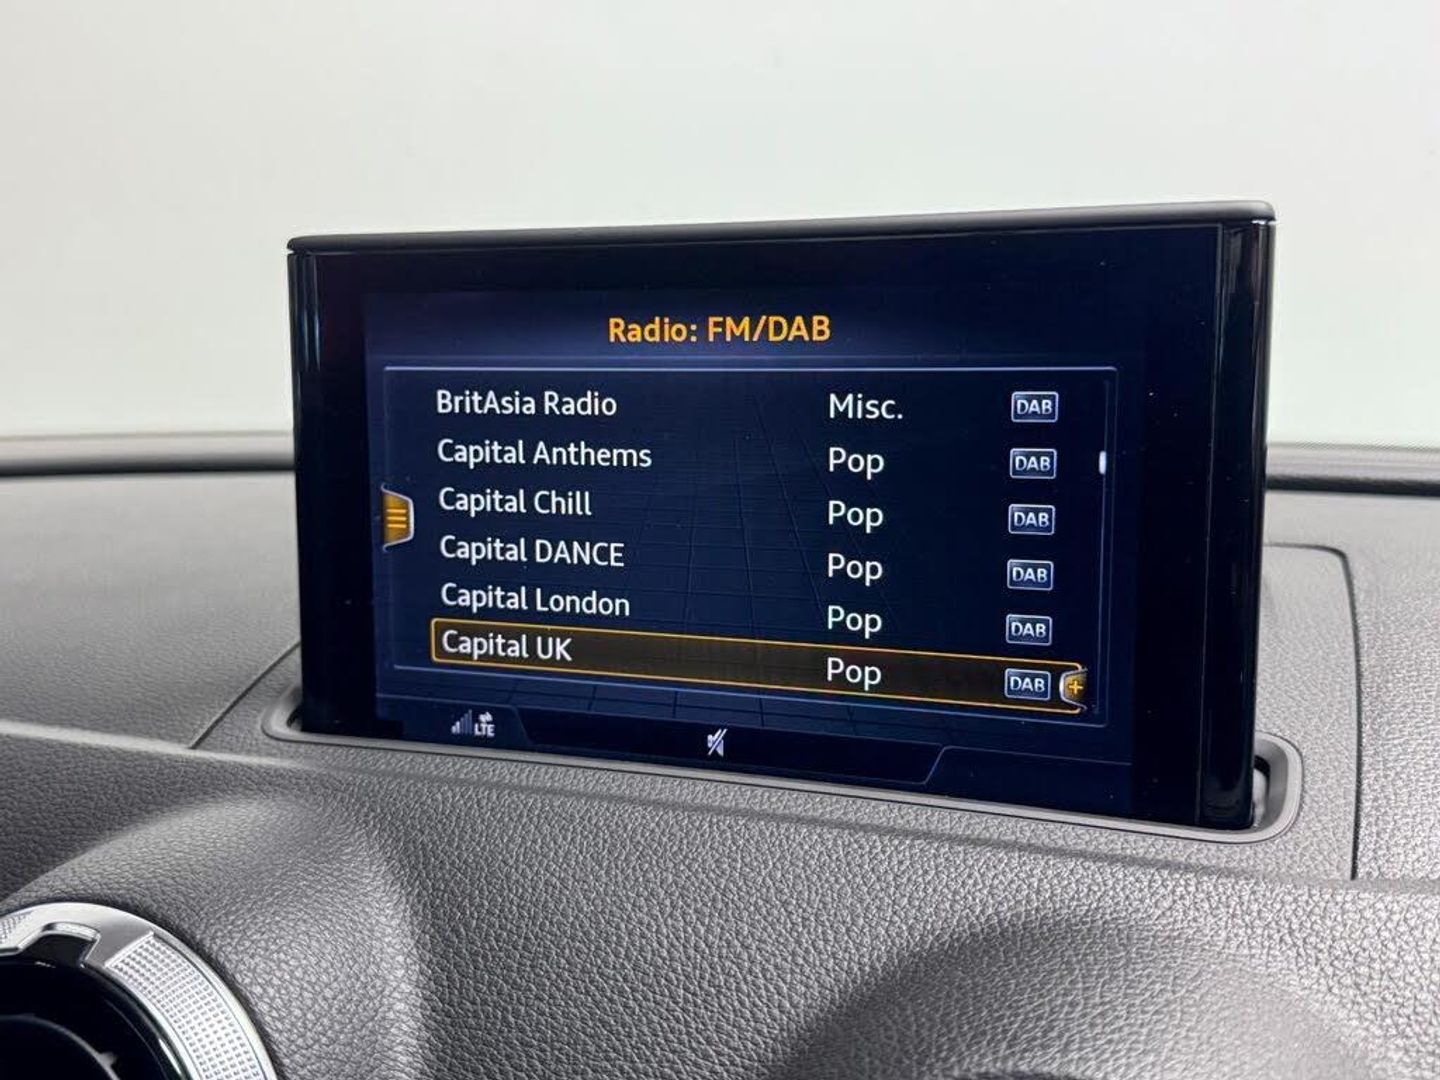 Radio: FM/DAB
BritAsia Radio Misc. DAB
Capital Anthems Pop DAB
Capital Chill Pop DAB
Capital DANCE Pop DAB
Capital London Pop DAB
Capital UK Pop DAB +
LTE